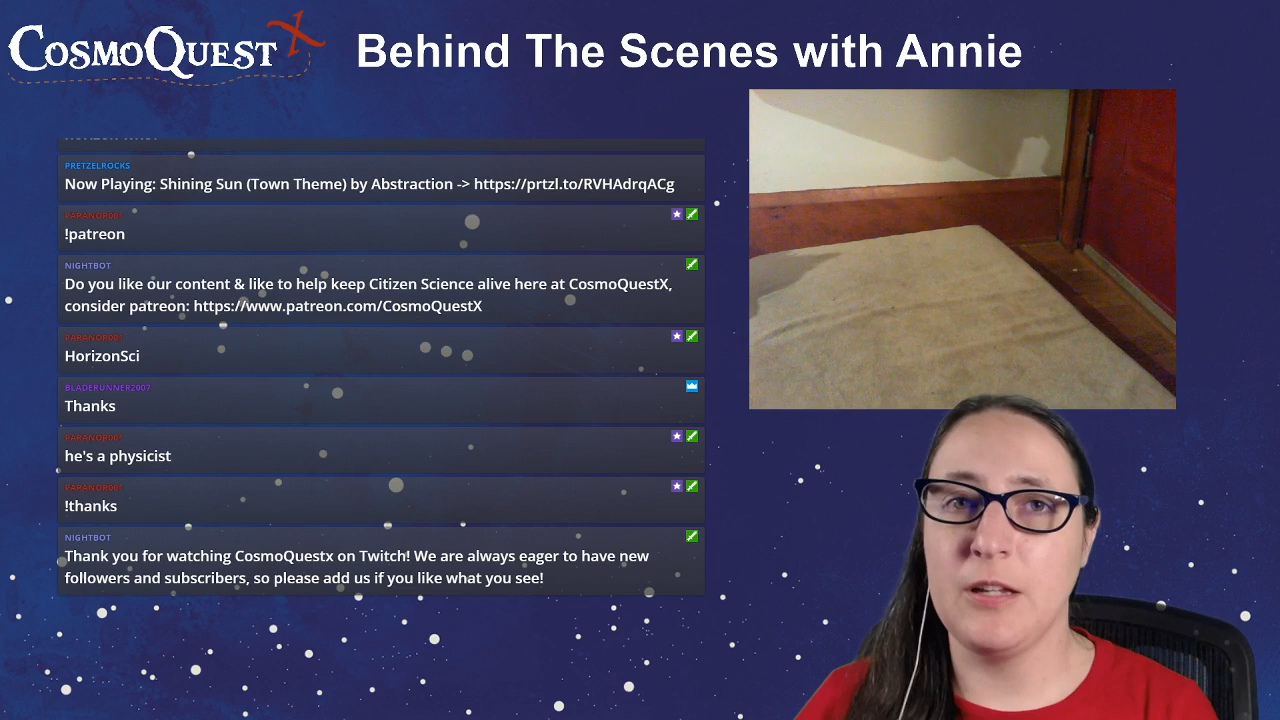 CosmoQuest X
Behind The Scenes with Annie
PRETZELROCKS
Now Playing: Shining Sun (Town Theme) by Abstraction -> https://prtzl.to/RVHAdrqACg
!patreon
NIGHTBOT
Do you like our content & like to help keep Citizen Science alive here at CosmoQuestX,
consider patreon: https://www.patreon.com/CosmoQuestX
HorizonSci
BLADERUNNER2007
Thanks
he's a physicist
!thanks
NIGHTBOT
Thank you for watching CosmoQuestx on Twitch! We are always eager to have new
followers and subscribers, so please add us if you like what you see!